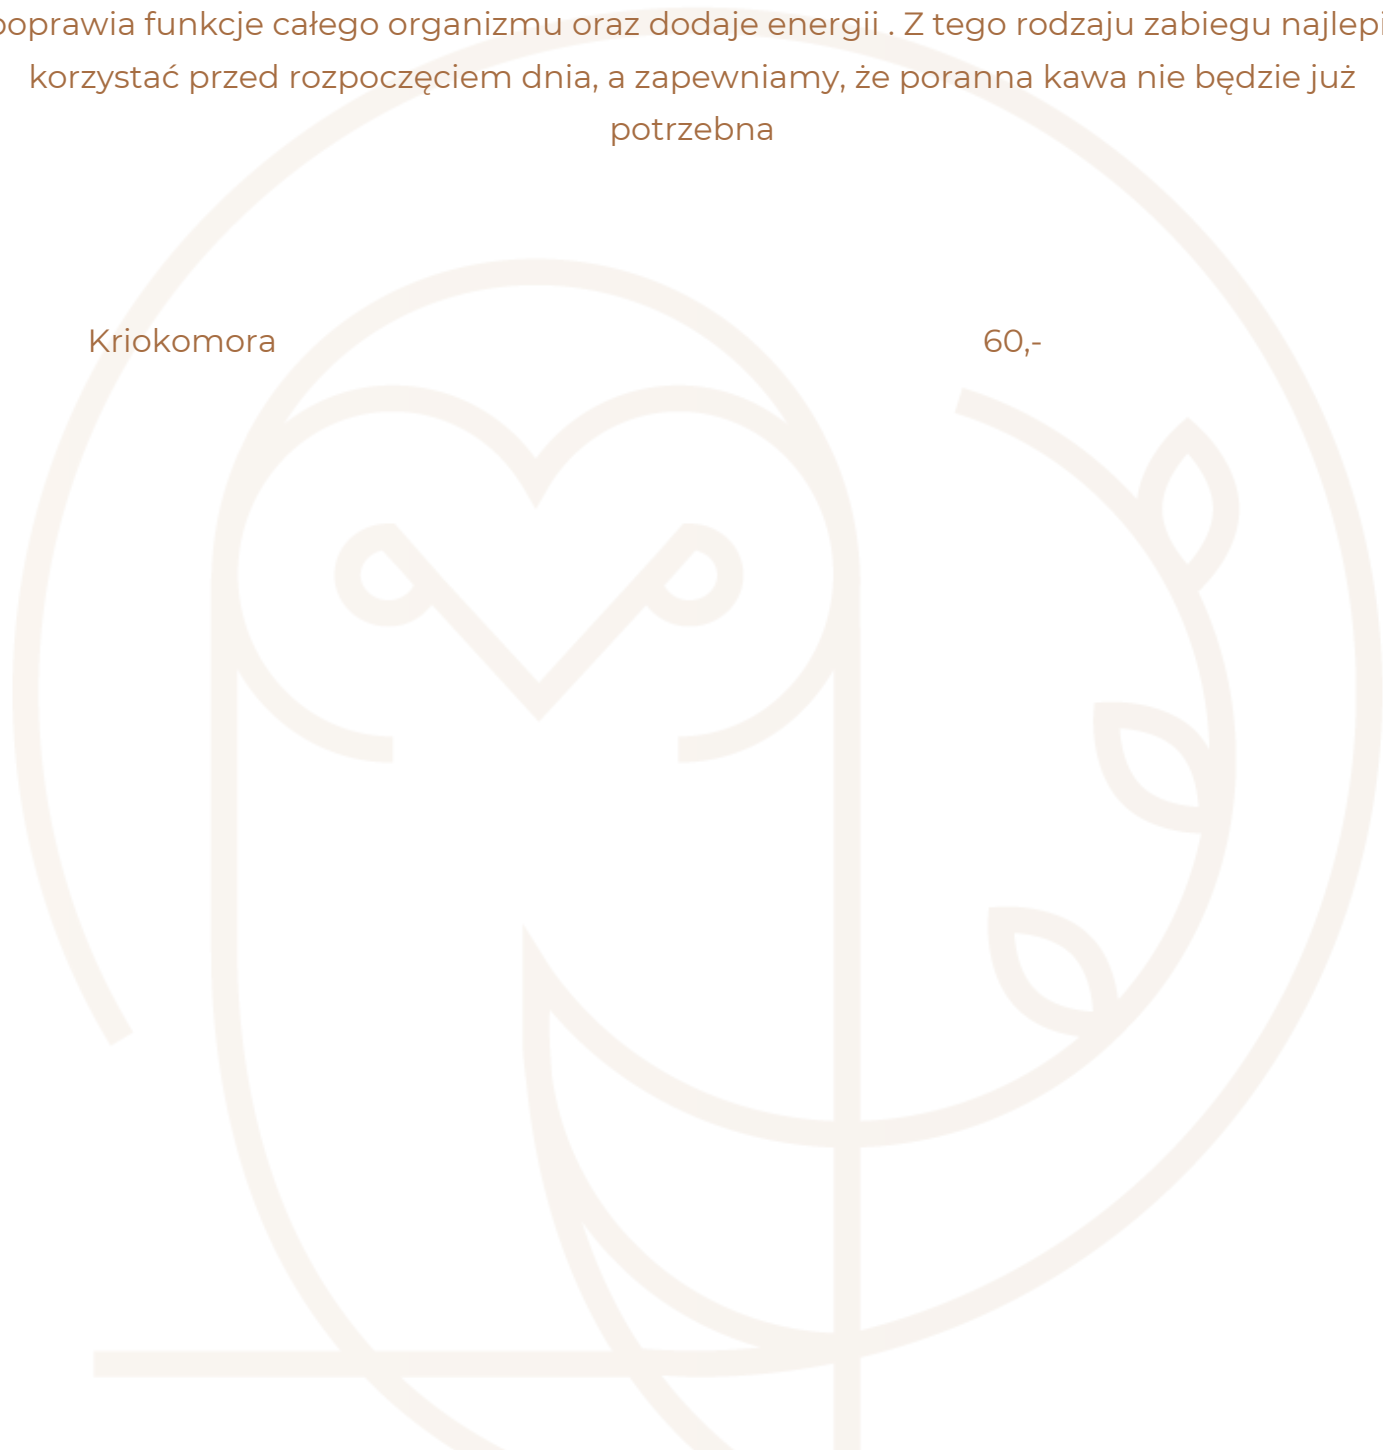 poprawia funkcje całego organizmu oraz dodaje energii . Z tego rodzaju zabiegu najlepi
korzystać przed rozpoczęciem dnia, a zapewniamy, że poranna kawa nie będzie już
potrzebna
Kriokomora 60,-